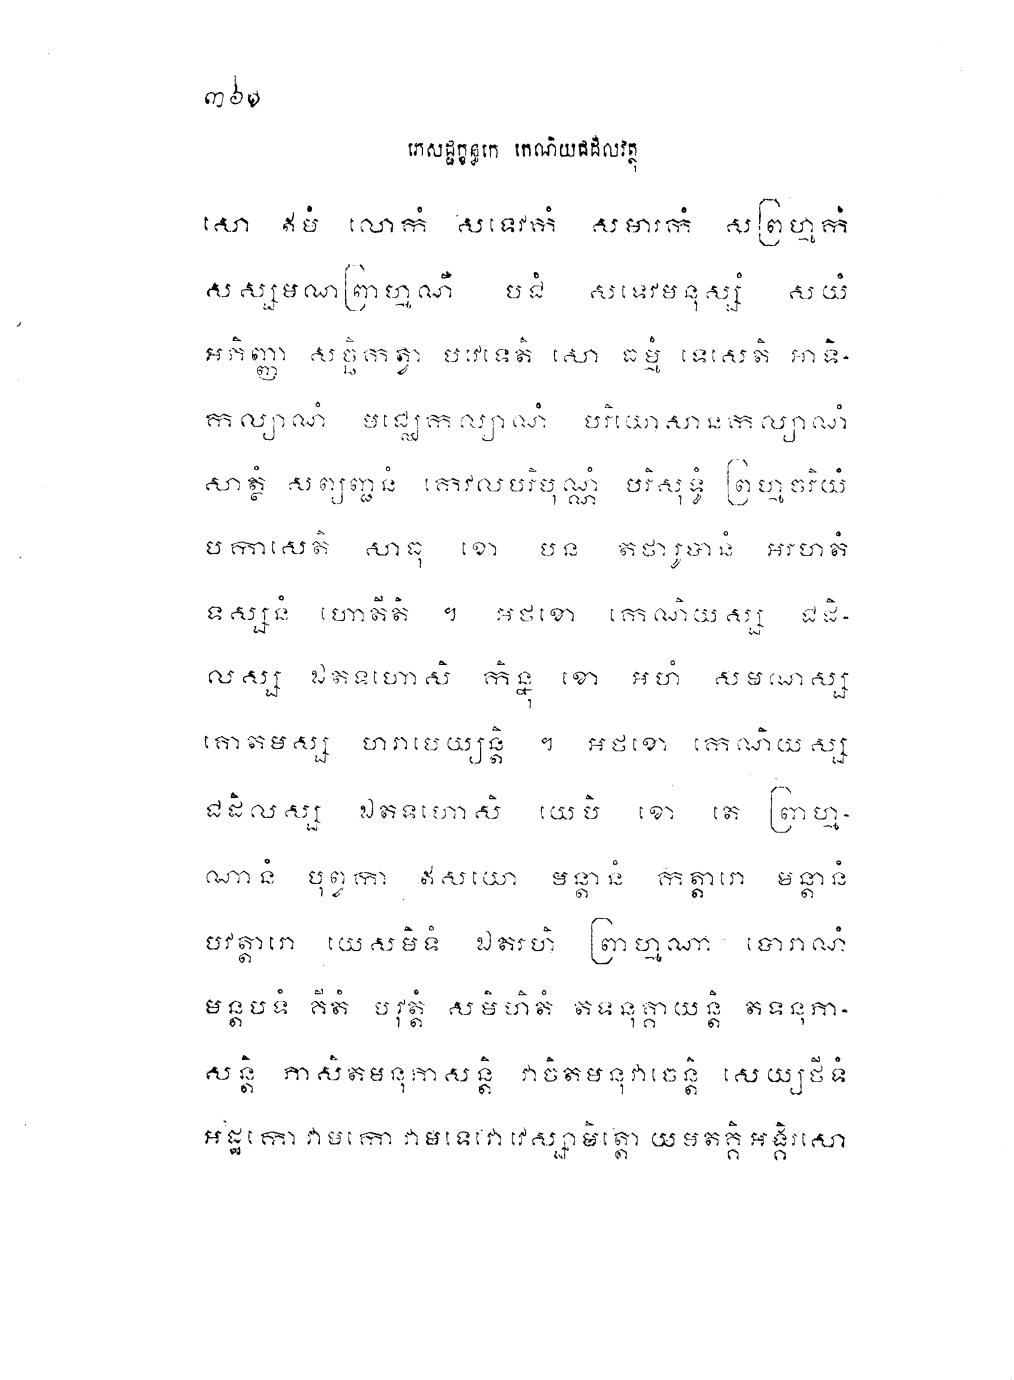 ៣៦១
ភេសជ្ជក្ខន្ធកេ កេណិយជដិលវត្ថុ
សោ ឥមំ លោកំ សទេវកំ សមារកំ សព្រហ្មកំ
សស្សមណព្រាហ្មណឹ បជំ សទេវមនុស្សំ សយំ
អភិញ្ញា សច្ឆិកត្វា បវេទេតិ សោ ធម្មំ ទេសេតិ អាទិ-
កល្យាណំ មជ្ឈេកល្យាណំ បរិយោសានកល្យាណំ
សាត្ថំ សព្យញ្ជនំ កេវលបរិបុណ្ណំ បរិសុទ្ធំ ព្រហ្មចរិយំ
បកាសេតិ សាធុ ខោ បន តថារូបានំ អរហតំ
ទស្សនំ ហោតីតិ ។ អថខោ កេណិយស្ស ជដិ-
លស្ស ឯតទហោសិ កិន្នុ ខោ អហំ សមណស្ស
គោតមស្ស ហរាបេយ្យន្តិ ។ អថខោ កេណិយស្ស
ជដិលស្ស ឯតទហោសិ យេបិ ខោ តេ ព្រាហ្ម-
ណានំ បុព្វកា ឥសយោ មន្តានំ កត្តារោ មន្តានំ
បវត្តារោ យេសមិទំ ឯតរហិ ព្រាហ្មណា បោរាណំ
មន្តបទំ គីតំ បវុត្តំ សមិហិតំ តទនុគ្គាយន្តិ តទនុភា-
សន្តិ ភាសិតមនុភាសន្តិ វាចិតមនុវាចេន្តិ សេយ្យថីទំ
អដ្ឋកោ វាមកោ វាមទេវោ វេស្សាមិត្តោ យមតគ្គិ អង្គិរសោ